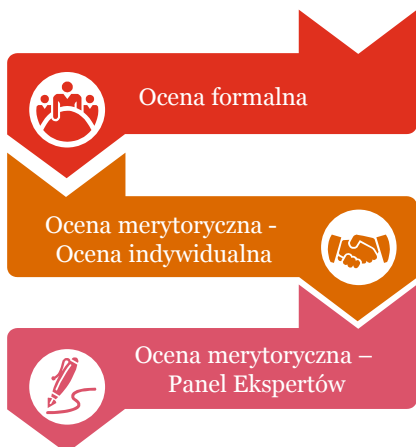 Ocena formalna
Ocena merytoryczna -
Ocena indywidualna
Ocena merytoryczna –
Panel Ekspertów